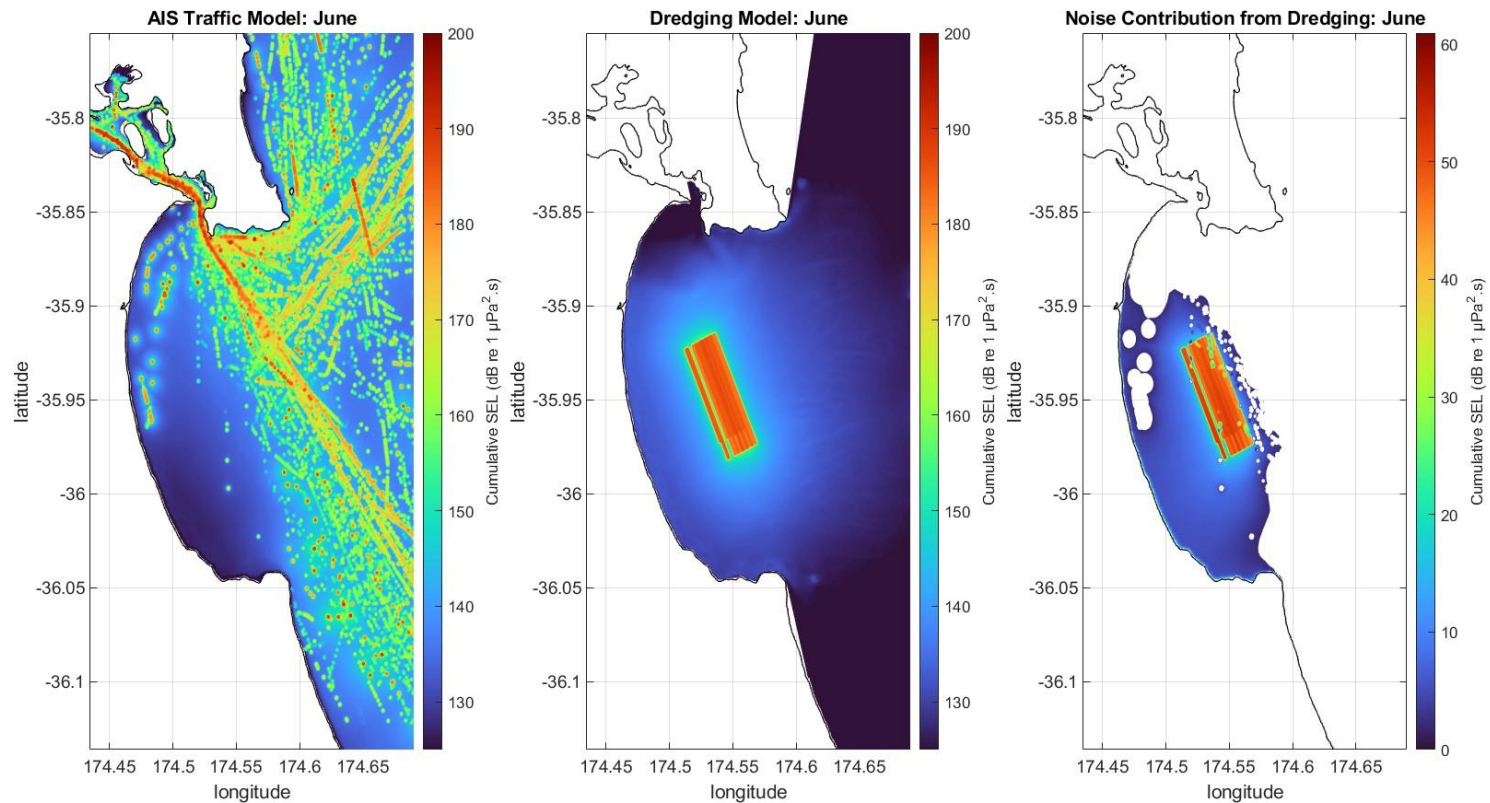 AIS Traffic Model: June
200
190
180
170
160
150
140
130
Cumulative SEL (dB re 1 µPa².s)
-35.8
-35.85
-35.9
-35.95
-36
-36.05
-36.1
latitude
174.45 174.5 174.55 174.6 174.65
longitude
Dredging Model: June
200
190
180
170
160
150
140
130
Cumulative SEL (dB re 1 µPa².s)
-35.8
-35.85
-35.9
-35.95
-36
-36.05
-36.1
latitude
174.45 174.5 174.55 174.6 174.65
longitude
Noise Contribution from Dredging: June
60
50
40
30
20
10
0
Cumulative SEL (dB re 1 µPa².s)
-35.8
-35.85
-35.9
-35.95
-36
-36.05
-36.1
latitude
174.45 174.5 174.55 174.6 174.65
longitude